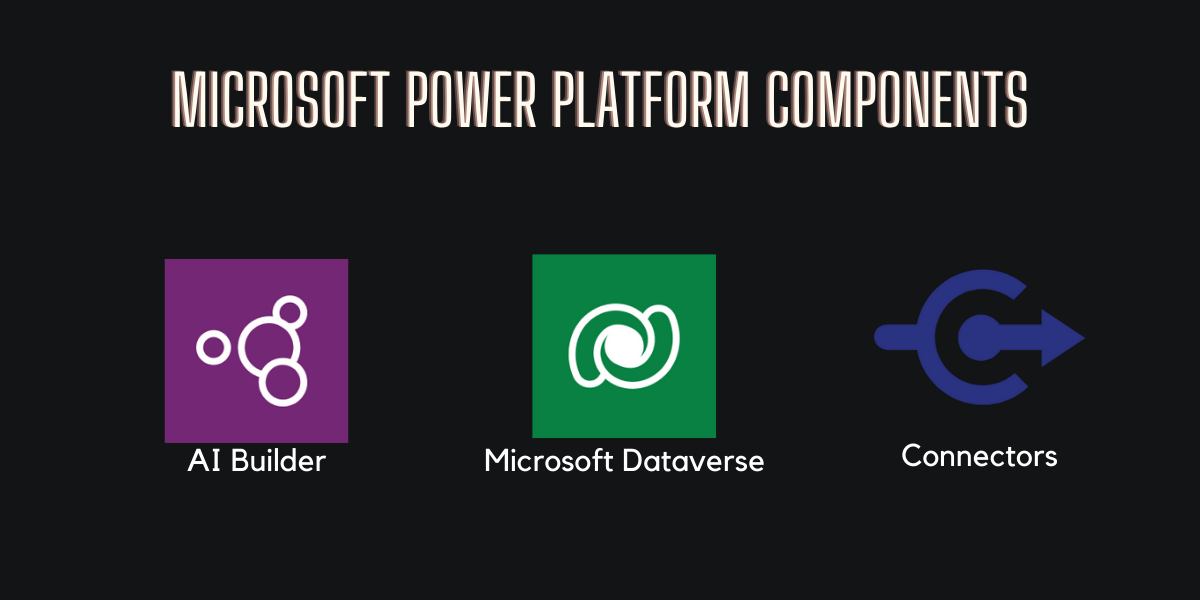 MICROSOFT POWER PLATFORM COMPONENTS
AI Builder
Microsoft Dataverse
Connectors